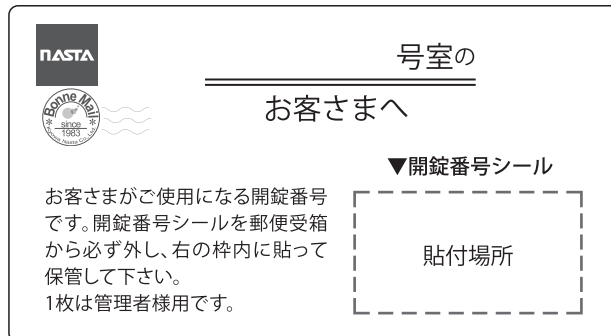 NASTA
号室の
お客さまへ
Bonne Mail
since
1983
▼開錠番号シール
お客さまがご使用になる開錠番号
です。開錠番号シールを郵便受箱
から必ず外し、右の枠内に貼って
保管して下さい。
1枚は管理者様用です。
貼付場所